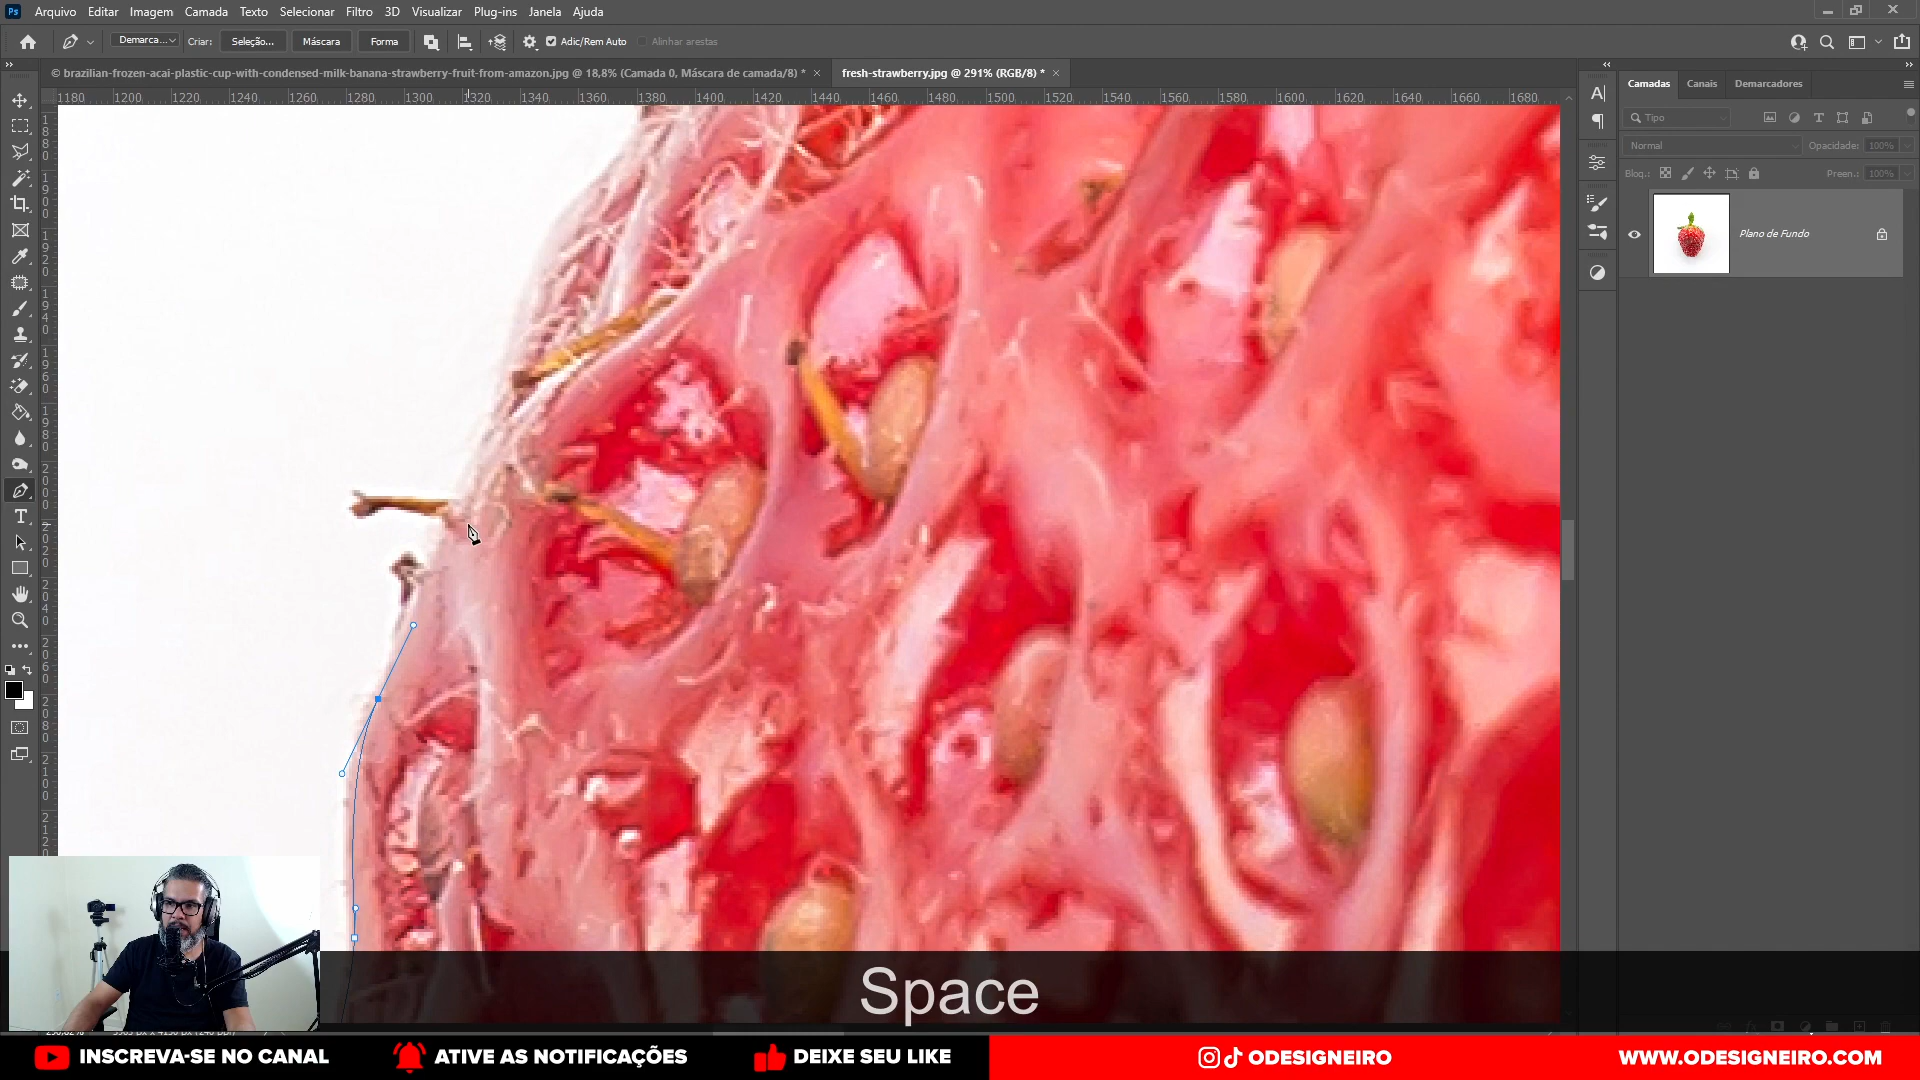 Ps Arquivo Editar Imagem Camada Texto Selecionar Filtro 3D Visualizar Plug-ins Janela Ajuda
Demarca... Criar: Seleção... Máscara Forma Adic/Rem Auto Alinhar arestas
© brazilian-frozen-acai-plastic-cup-with-condensed-milk-banana-strawberry-fruit-from-amazon.jpg @ 18,8% (Camada 0, Máscara de camada/8) * fresh-strawberry.jpg @ 291% (RGB/8) *
1180 1200 1220 1240 1260 1280 1300 1320 1340 1360 1380 1400 1420 1440 1460 1480 1500 1520 1540 1560 1580 1600 1620 1640 1660 1680
Camadas Canais Demarcadores
Tipo
Normal Opacidade: 100%
Bloq.: Preen.: 100%
Plano de Fundo
Space
INSCREVA-SE NO CANAL ATIVE AS NOTIFICAÇÕES DEIXE SEU LIKE ODESIGNEIRO WWW.ODESIGNEIRO.COM